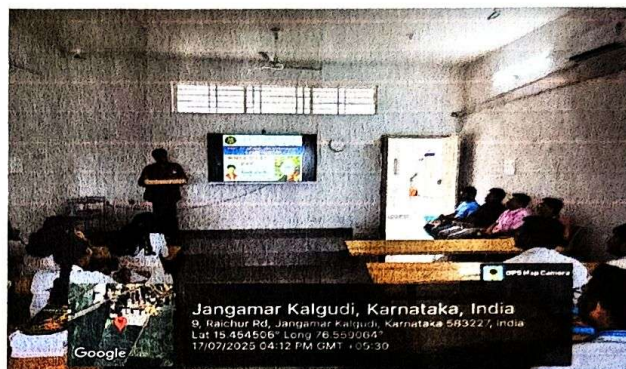 GPS Map Camera
Jangamar Kalgudi, Karnataka, India
9, Raichur Rd, Jangamar Kalgudi, Karnataka 583227, India
Lat 15.464506° Long 76.559064°
17/07/2025 04:12 PM GMT +05:30
Google